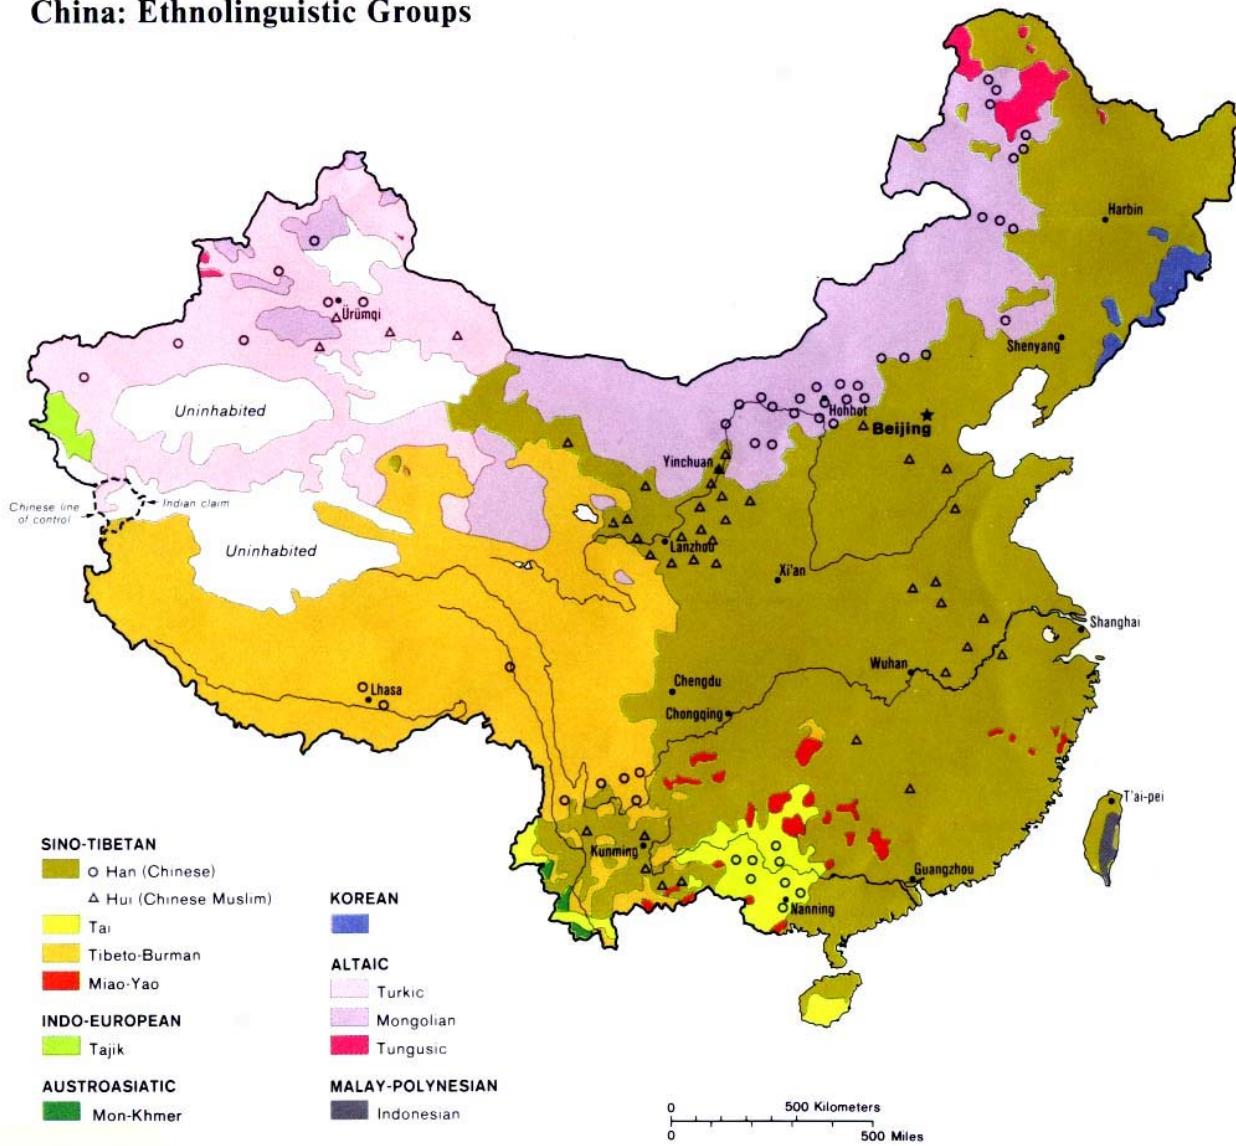 China: Ethnolinguistic Groups
Harbin
Ürümqi
Shenyang
Uninhabited
Hohhot
Beijing
Yinchuan
Chinese line
of control
Indian claim
Uninhabited
Lanzhou
Xi'an
Shanghai
Wuhan
Chengdu
Lhasa
Chongqing
T'ai-pei
Kunming
Guangzhou
Nanning
SINO-TIBETAN
Han (Chinese)
Hui (Chinese Muslim)
Tai
Tibeto-Burman
Miao-Yao
INDO-EUROPEAN
Tajik
AUSTROASIATIC
Mon-Khmer
KOREAN
ALTAIC
Turkic
Mongolian
Tungusic
MALAY-POLYNESIAN
Indonesian
0 500 Kilometers
0 500 Miles